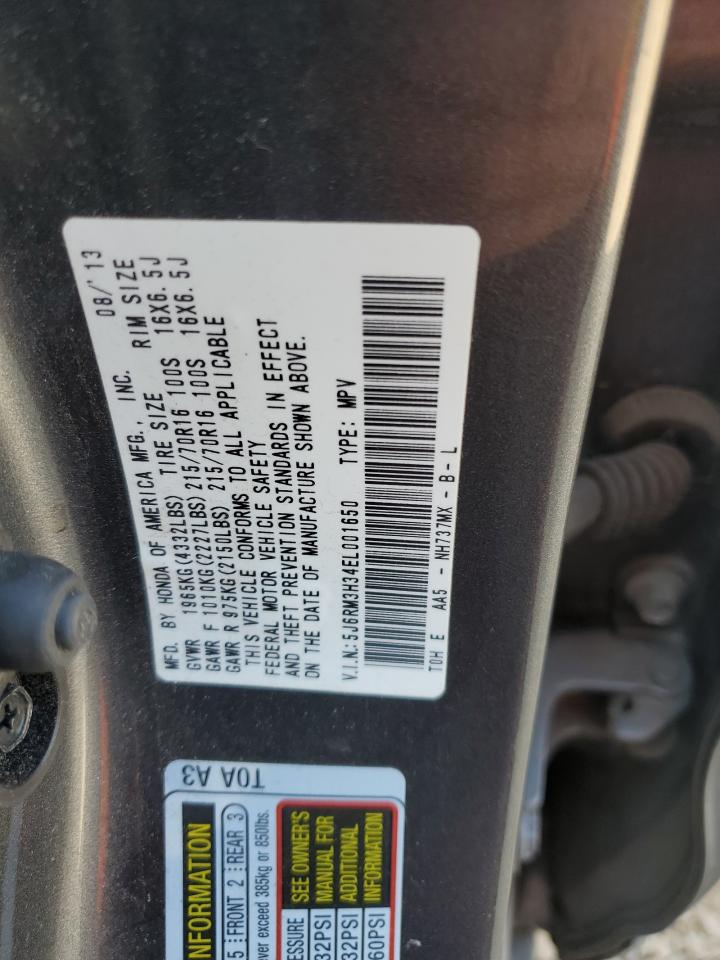 MFD. BY HONDA OF AMERICA MFG., INC. 08/'13
GVWR 1965KG(4332LBS) TIRE SIZE RIM SIZE
GAWR F 1010KG(2227LBS) 215/70R16 100S 16X6.5J
GAWR R 975KG(2150LBS) 215/70R16 100S 16X6.5J
THIS VEHICLE CONFORMS TO ALL APPLICABLE
FEDERAL MOTOR VEHICLE SAFETY
AND THEFT PREVENTION STANDARDS IN EFFECT
ON THE DATE OF MANUFACTURE SHOWN ABOVE.
V.I.N.: 5J6RM3H34EL001650 TYPE: MPV
TOH E AA5 - NH737MX - B - L
T0A A3
NFORMATION
5 FRONT 2 REAR 3
ver exceed 385kg or 850lbs.
ESSURE
32PSI
32PSI
60PSI
SEE OWNER'S
MANUAL FOR
ADDITIONAL
INFORMATION